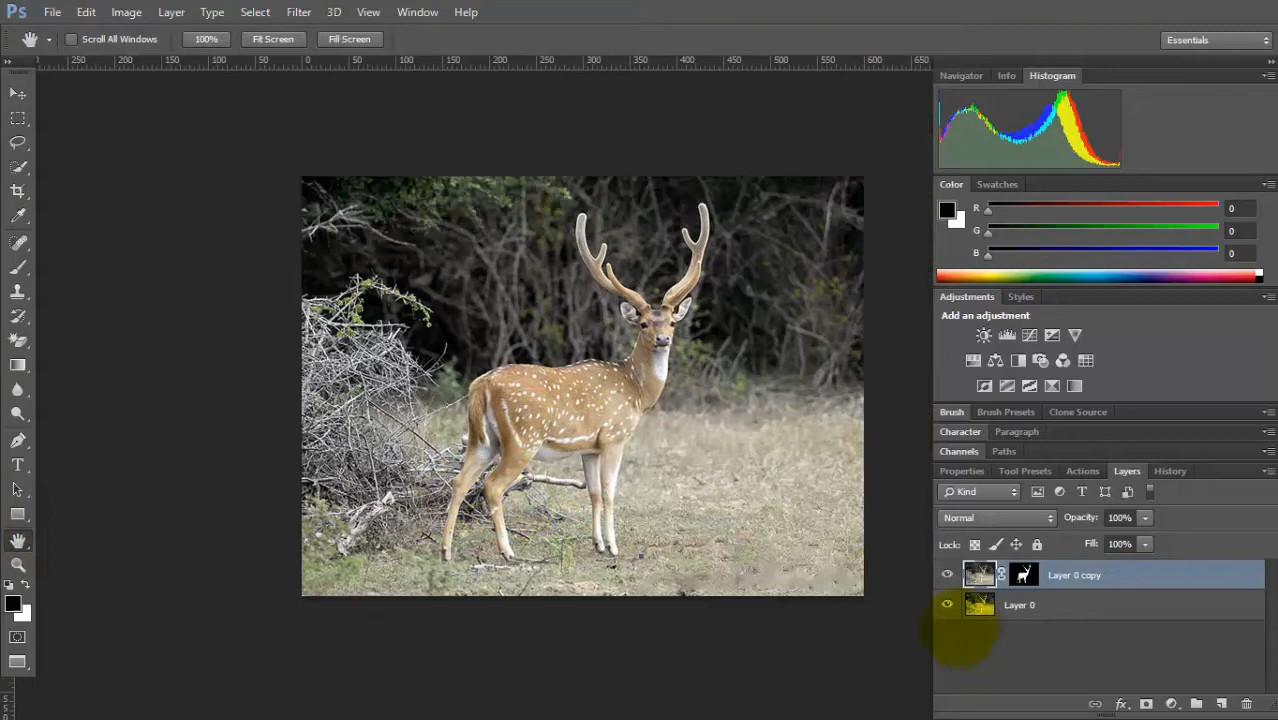 Ps File Edit Image Layer Type Select Filter 3D View Window Help
Scroll All Windows 100% Fit Screen Fill Screen Essentials
250 200 150 100 50 0 50 100 150 200 250 300 350 400 450 500 550 600 650
Navigator Info Histogram
Color Swatches
R 0
G 0
B 0
Adjustments Styles
Add an adjustment
Brush Brush Presets Clone Source
Character Paragraph
Channels Paths
Properties Tool Presets Actions Layers History
Kind
Normal Opacity: 100%
Lock: Fill: 100%
Layer 0 copy
Layer 0